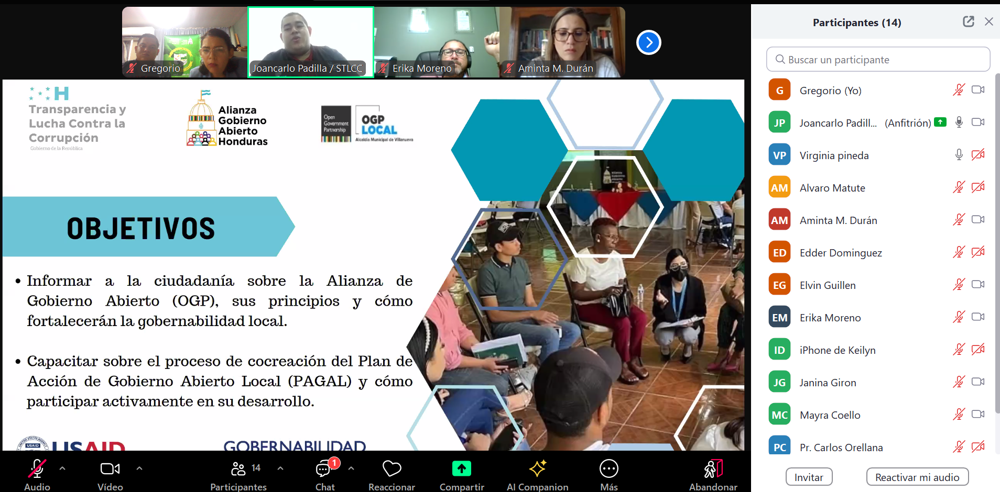 Gregorio
Joancarlo Padilla / STLCC
Erika Moreno
Aminta M. Durán
H
Transparencia y
Lucha Contra la
Corrupción
Gobierno de la República
Alianza
Gobierno
Abierto
Honduras
Open
Government
Partnership
OGP
LOCAL
Alcaldía Municipal de Villanueva
OBJETIVOS
• Informar a la ciudadanía sobre la Alianza de
Gobierno Abierto (OGP), sus principios y cómo
fortalecerán la gobernabilidad local.
• Capacitar sobre el proceso de cocreación del Plan de
Acción de Gobierno Abierto Local (PAGAL) y cómo
participar activamente en su desarrollo.
UNITED STATES AGENCY
USAID
USAID
GOBERNABILIDAD
Participantes (14)
Buscar un participante
G Gregorio (Yo)
JP Joancarlo Padill... (Anfitrión)
VP Virginia pineda
AM Alvaro Matute
AM Aminta M. Durán
ED Edder Dominguez
EG Elvin Guillen
EM Erika Moreno
ID iPhone de Keilyn
JG Janina Giron
MC Mayra Coello
PC Pr. Carlos Orellana
Invitar
Reactivar mi audio
Audio
Vídeo
14
Participantes
1
Chat
Reaccionar
Compartir
AI Companion
Más
Abandonar